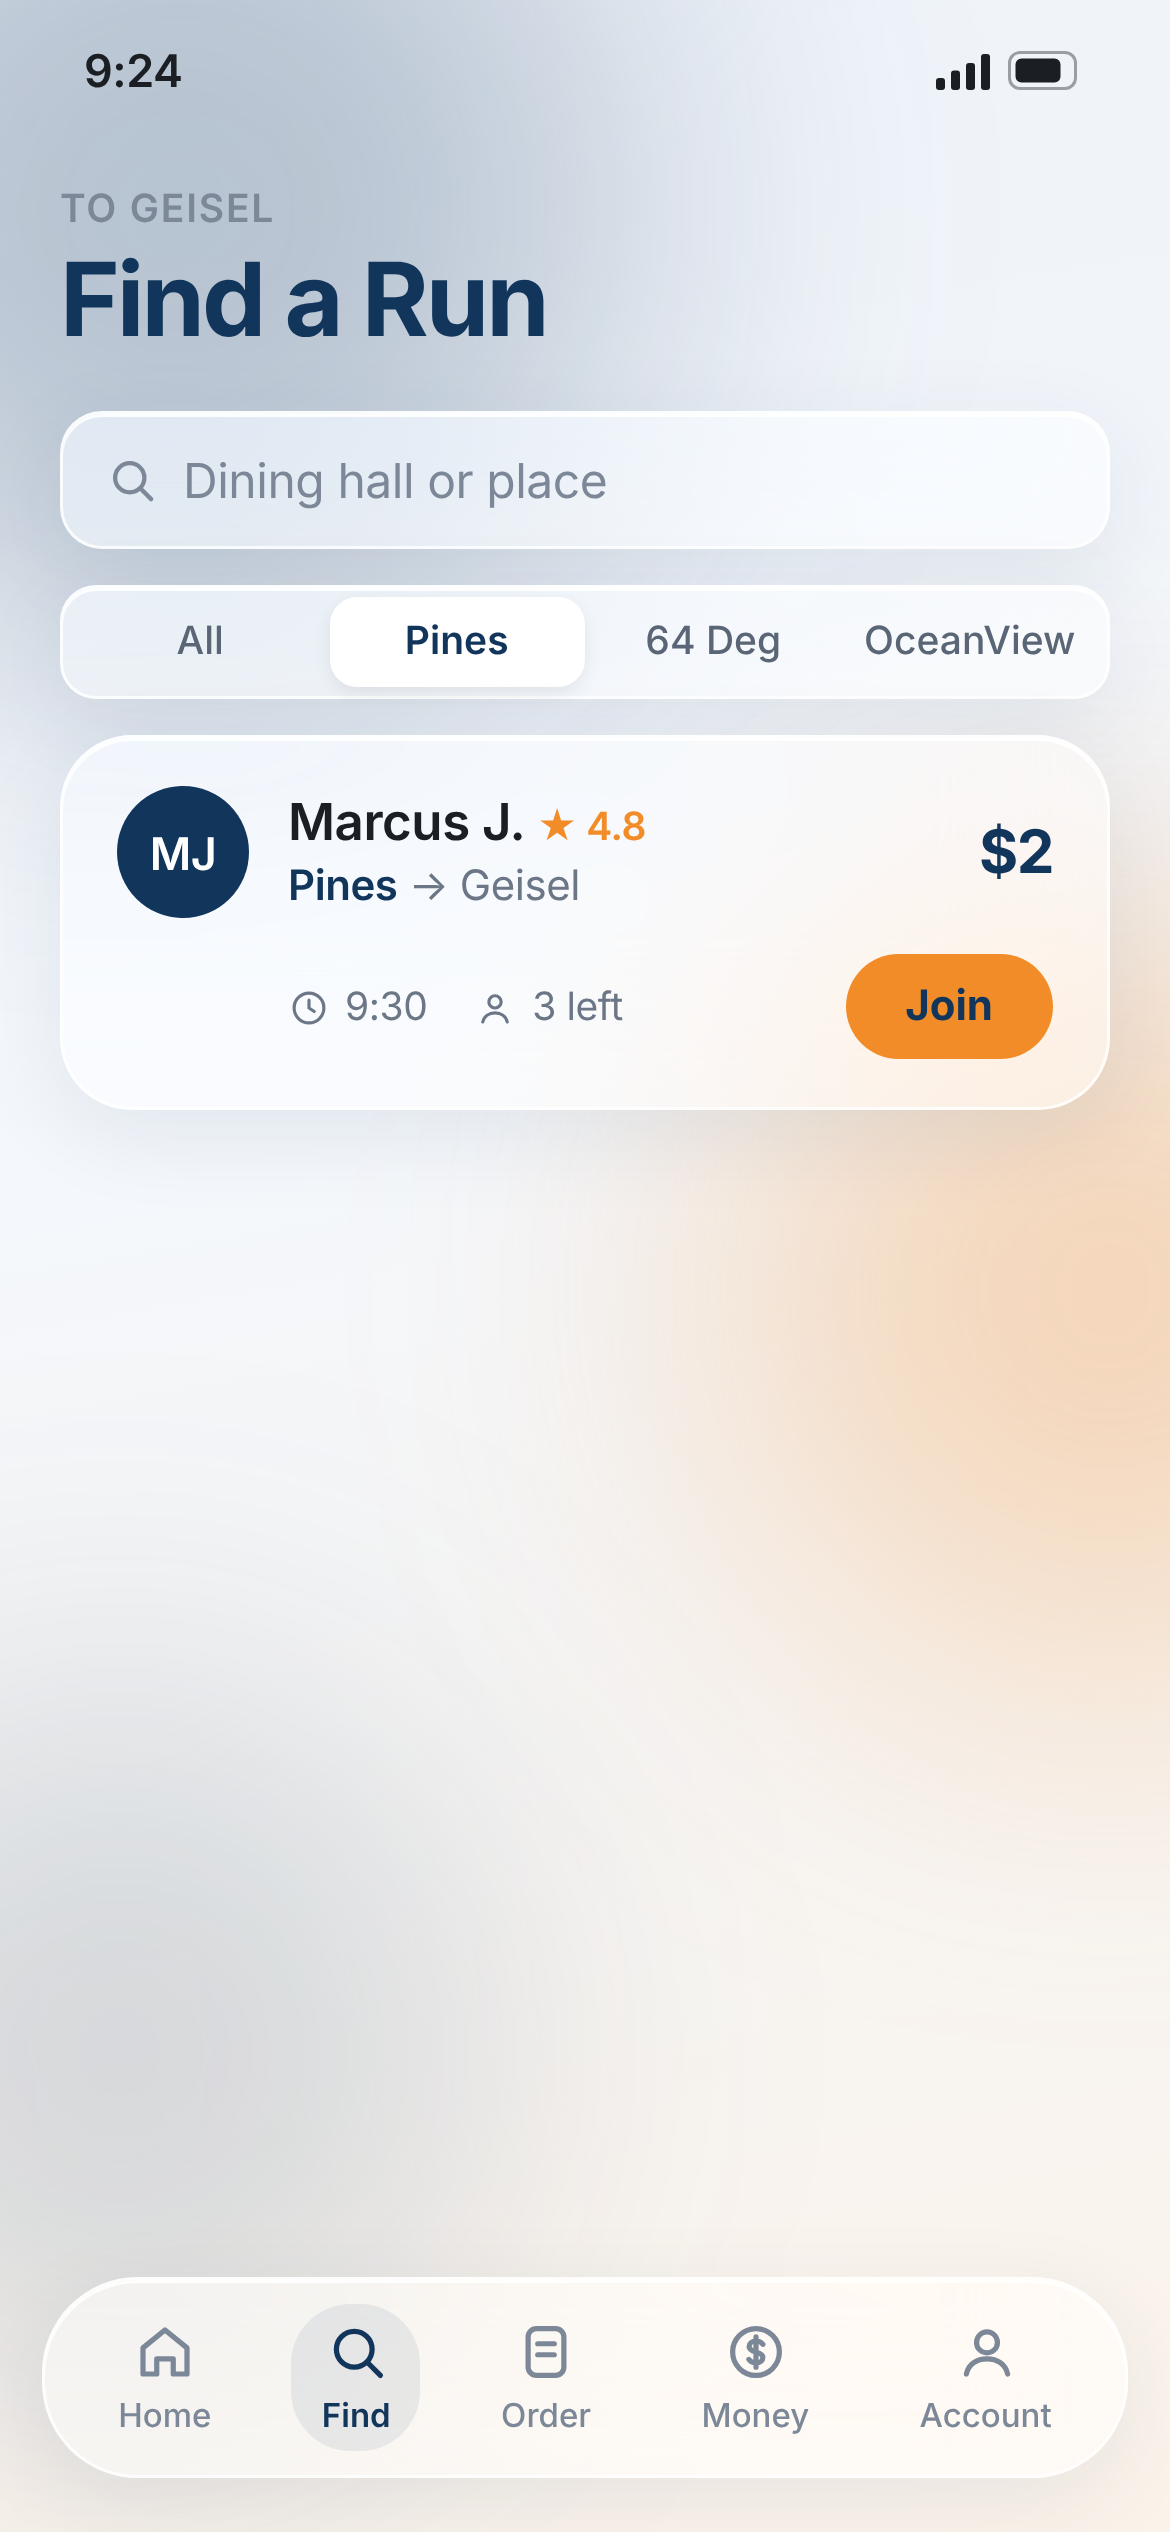 9:24
TO GEISEL
Find a Run
Dining hall or place
All Pines 64 Deg OceanView
MJ
Marcus J. ★ 4.8
Pines → Geisel
$2
9:30 3 left
Join
Home Find Order Money Account